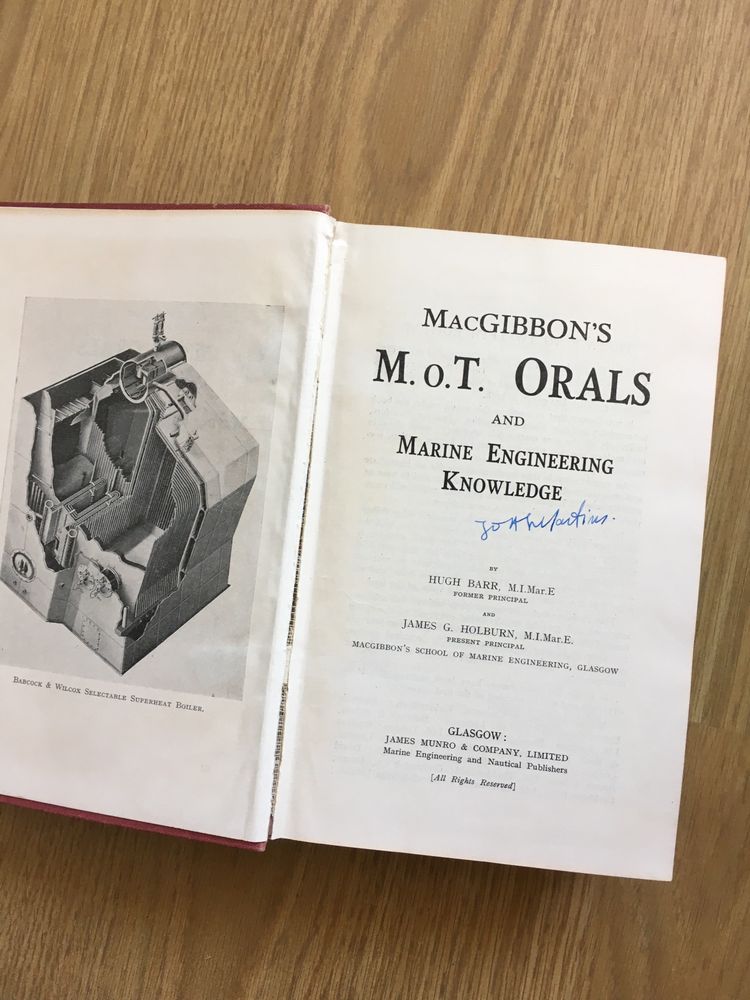 Babcock & Wilcox Selectable Superheat Boiler.
MacGIBBON'S
M.O.T. ORALS
AND
MARINE ENGINEERING
KNOWLEDGE
BY
HUGH BARR, M.I.Mar.E
FORMER PRINCIPAL
AND
JAMES G. HOLBURN, M.I.Mar.E.
PRESENT PRINCIPAL
MACGIBBON'S SCHOOL OF MARINE ENGINEERING, GLASGOW
GLASGOW:
JAMES MUNRO & COMPANY, LIMITED
Marine Engineering and Nautical Publishers
[All Rights Reserved]